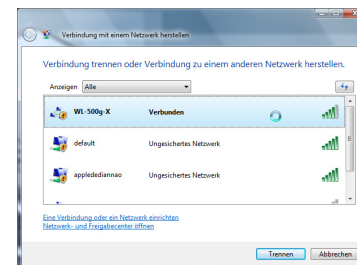 Verbindung mit einem Netzwerk herstellen
Verbindung trennen oder Verbindung zu einem anderen Netzwerk herstellen.
Anzeigen Alle
WL-500g-X Verbunden
default Ungesichertes Netzwerk
appledediannao Ungesichertes Netzwerk
Eine Verbindung oder ein Netzwerk einrichten
Netzwerk- und Freigabecenter öffnen
Trennen Abbrechen